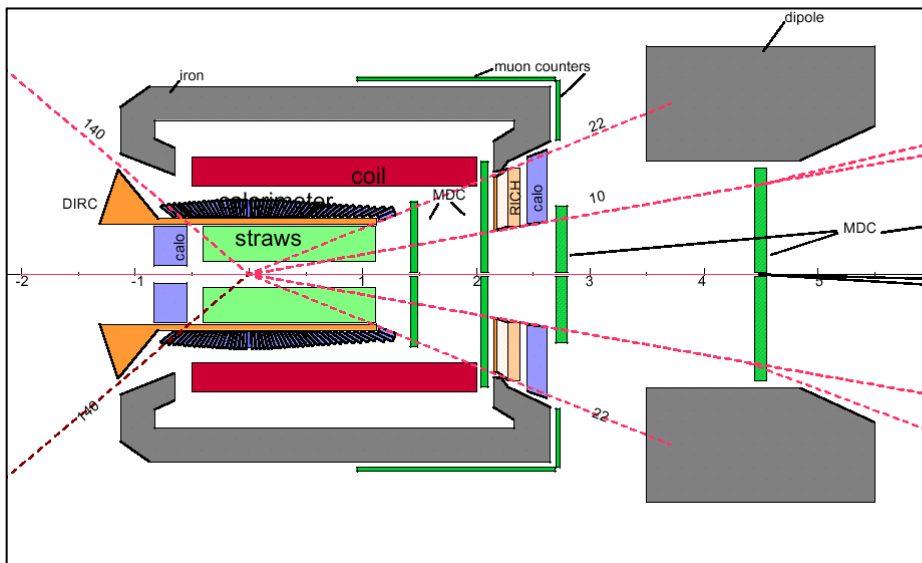 dipole
muon counters
iron
22
140
coil
MDC
RICH
calo
DIRC
calorimeter
10
straws
calo
MDC
-2
-1
0
1
2
3
4
5
140
22